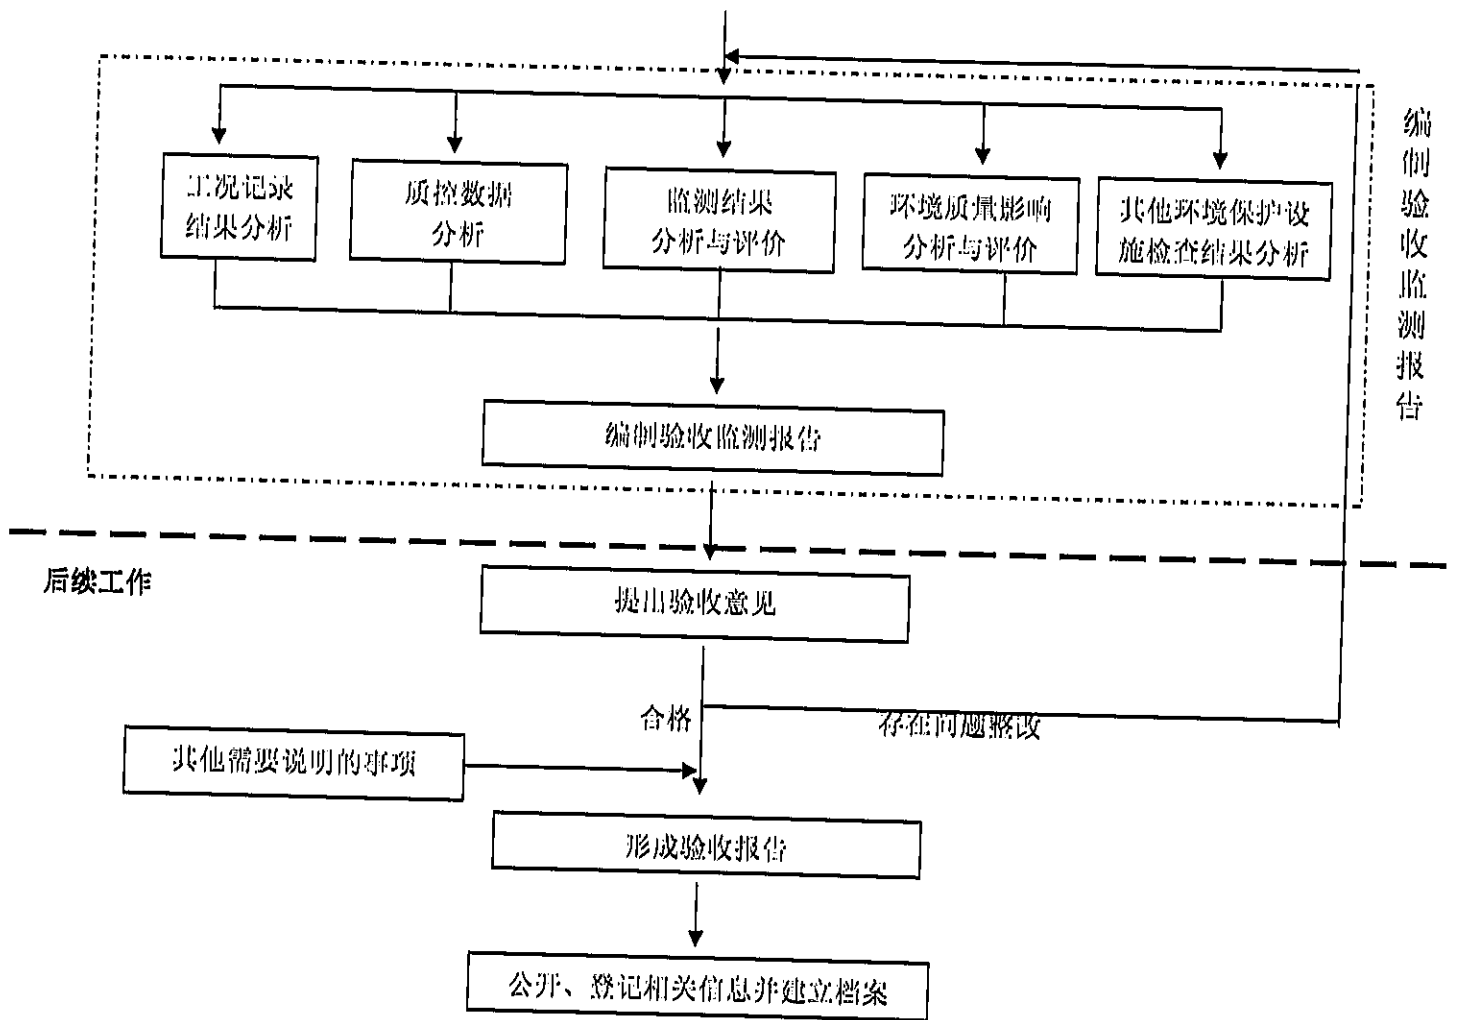 工况记录
结果分析
质控数据
分析
监测结果
分析与评价
环境质量影响
分析与评价
其他环境保护设
施检查结果分析
编制验收监测报告
编制验收监测报告
后续工作
提出验收意见
合格
存在问题整改
其他需要说明的事项
形成验收报告
公开、登记相关信息并建立档案